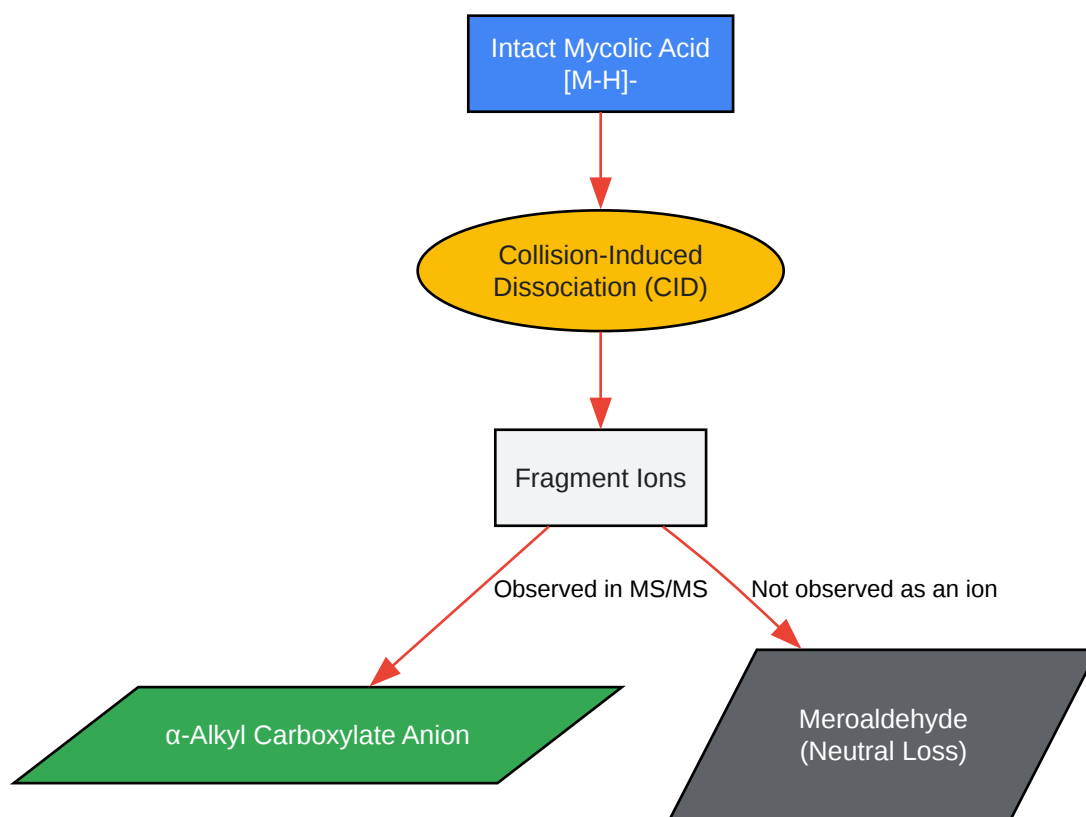 Intact Mycolic Acid
[M-H]-
Collision-Induced
Dissociation (CID)
Fragment Ions
Observed in MS/MS
Not observed as an ion
α-Alkyl Carboxylate Anion
Meroaldehyde
(Neutral Loss)